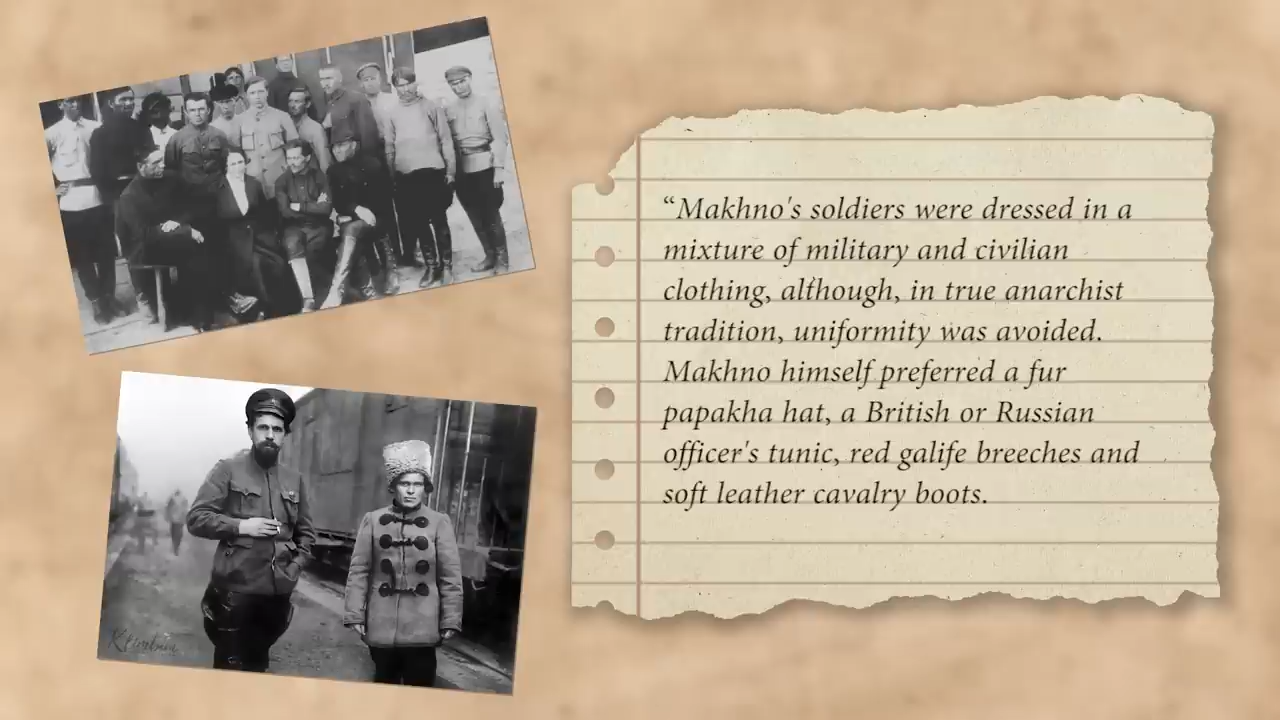 “Makhno's soldiers were dressed in a
mixture of military and civilian
clothing, although, in true anarchist
tradition, uniformity was avoided.
Makhno himself preferred a fur
papakha hat, a British or Russian
officer's tunic, red galife breeches and
soft leather cavalry boots.